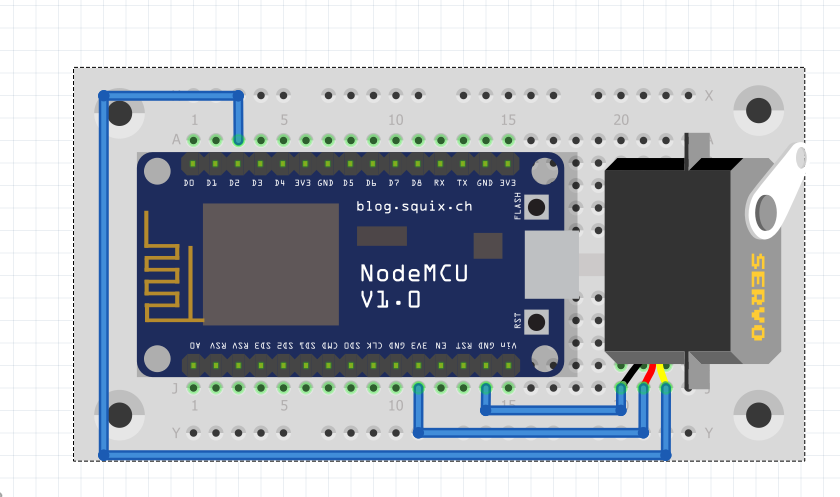 X
1 5 10 15 20
A
D0 D1 D2 D3 D4 3V3 GND D5 D6 D7 D8 RX TX GND 3V3
FLASH
blog.squix.ch
NodeMCU
V1.0
SERVO
RST
A0 RSV RSV SD3 SD2 SD1 CMD SD0 CLK GND 3V3 EN RST GND Vin
J J
1 5 10 15
Y Y